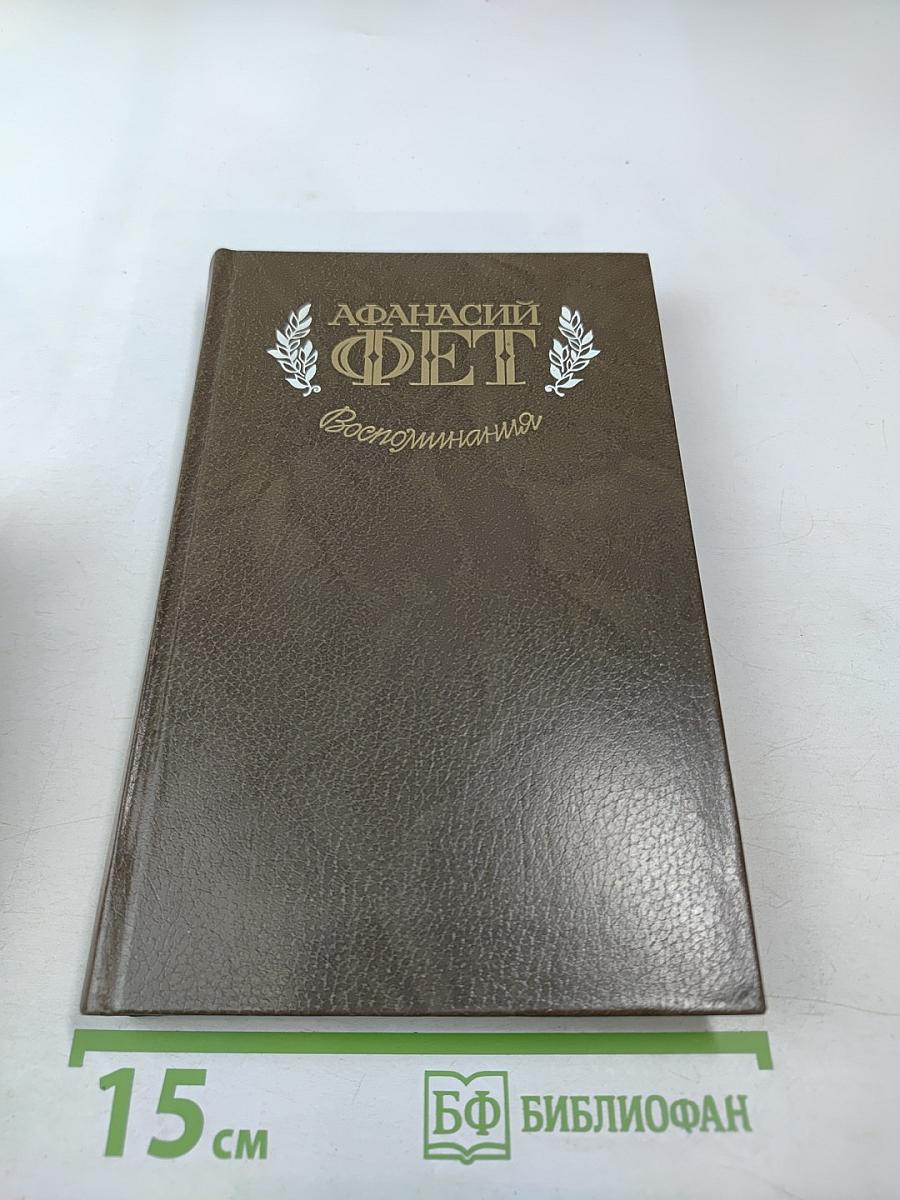 АФАНАСИЙ
ФЕТ
Воспоминания
15 см
БФ БИБЛИОФАН